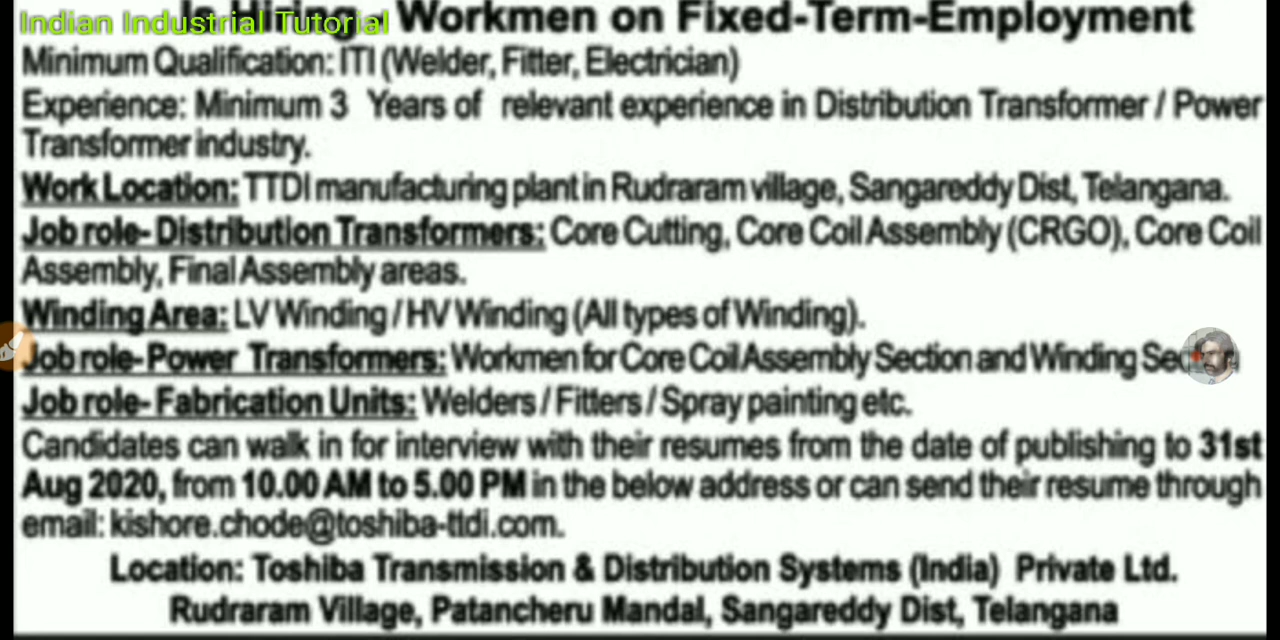 Indian Industrial Tutorial
Is Hiring Workmen on Fixed-Term-Employment
Minimum Qualification: ITI (Welder, Fitter, Electrician)
Experience: Minimum 3 Years of relevant experience in Distribution Transformer / Power
Transformer industry.
Work Location: TTDI manufacturing plant in Rudraram village, Sangareddy Dist, Telangana.
Job role- Distribution Transformers: Core Cutting, Core Coil Assembly (CRGO), Core Coil
Assembly, Final Assembly areas.
Winding Area: LV Winding / HV Winding (All types of Winding).
Job role- Power Transformers: Workmen for Core Coil Assembly Section and Winding
Job role- Fabrication Units: Welders / Fitters / Spray painting etc.
Candidates can walk in for interview with their resumes from the date of publishing to 31st
Aug 2020, from 10.00 AM to 5.00 PM in the below address or can send their resume through
email: kishore.chode@toshiba-ttdi.com.
Location: Toshiba Transmission & Distribution Systems (India) Private Ltd.
Rudraram Village, Patancheru Mandal, Sangareddy Dist, Telangana